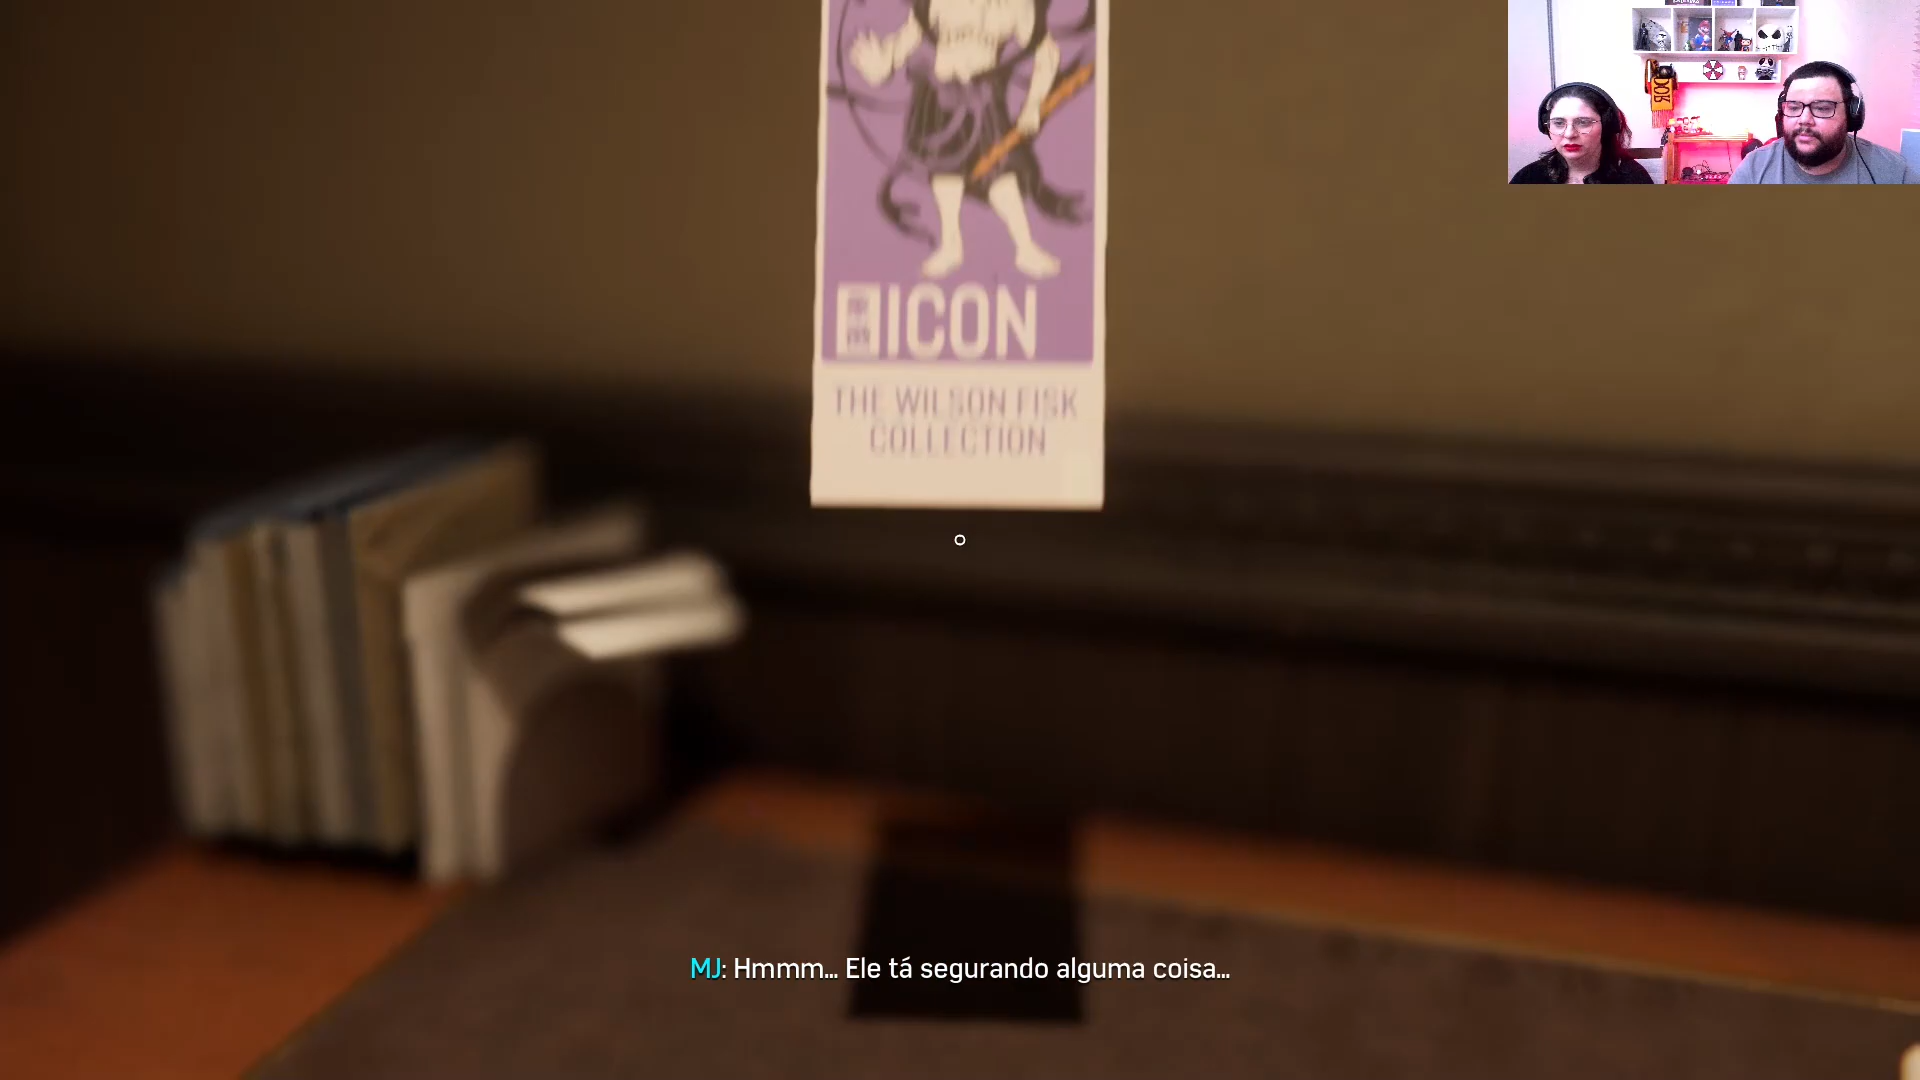 ICON
THE WILSON FISK
COLLECTION
MJ: Hmmm... Ele tá segurando alguma coisa...